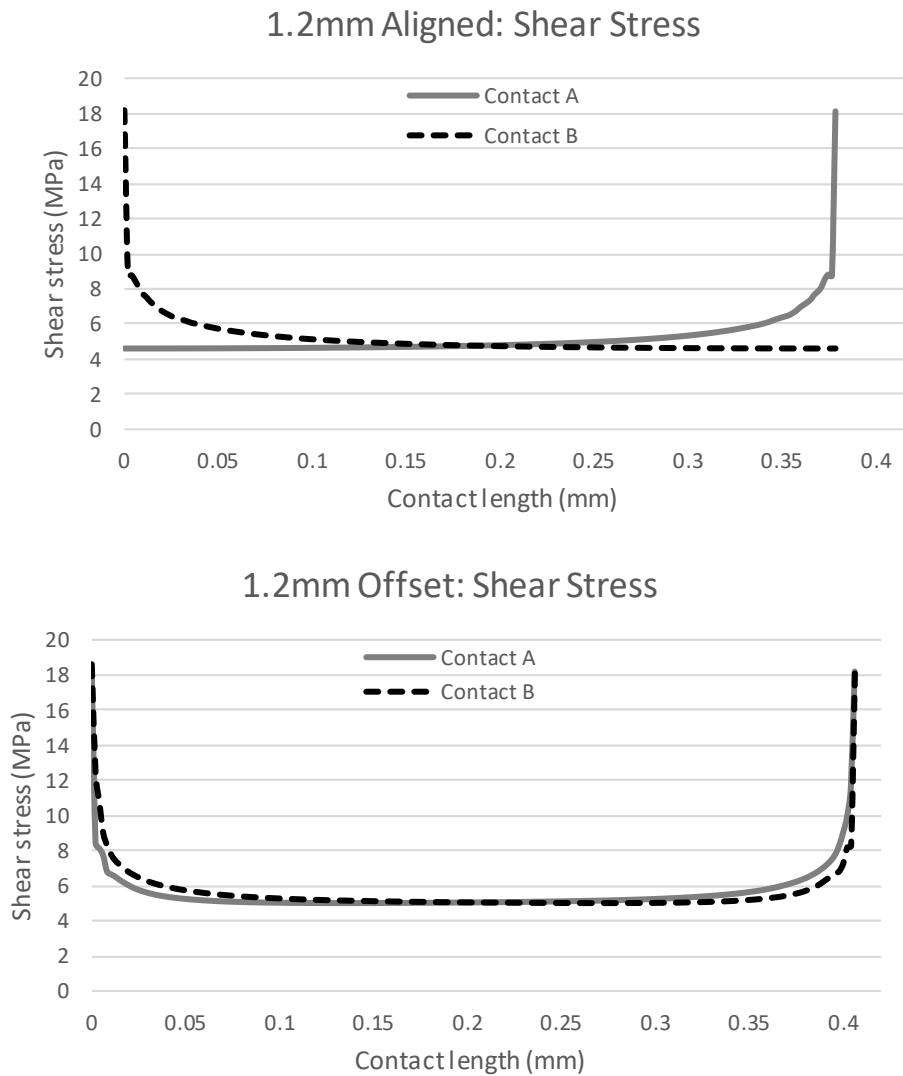 1.2mm Aligned: Shear Stress
Shear stress (MPa)
20
18
16
14
12
10
8
6
4
2
0
Contact A
Contact B
0 0.05 0.1 0.15 0.2 0.25 0.3 0.35 0.4
Contact length (mm)
1.2mm Offset: Shear Stress
Shear stress (MPa)
20
18
16
14
12
10
8
6
4
2
0
Contact A
Contact B
0 0.05 0.1 0.15 0.2 0.25 0.3 0.35 0.4
Contact length (mm)